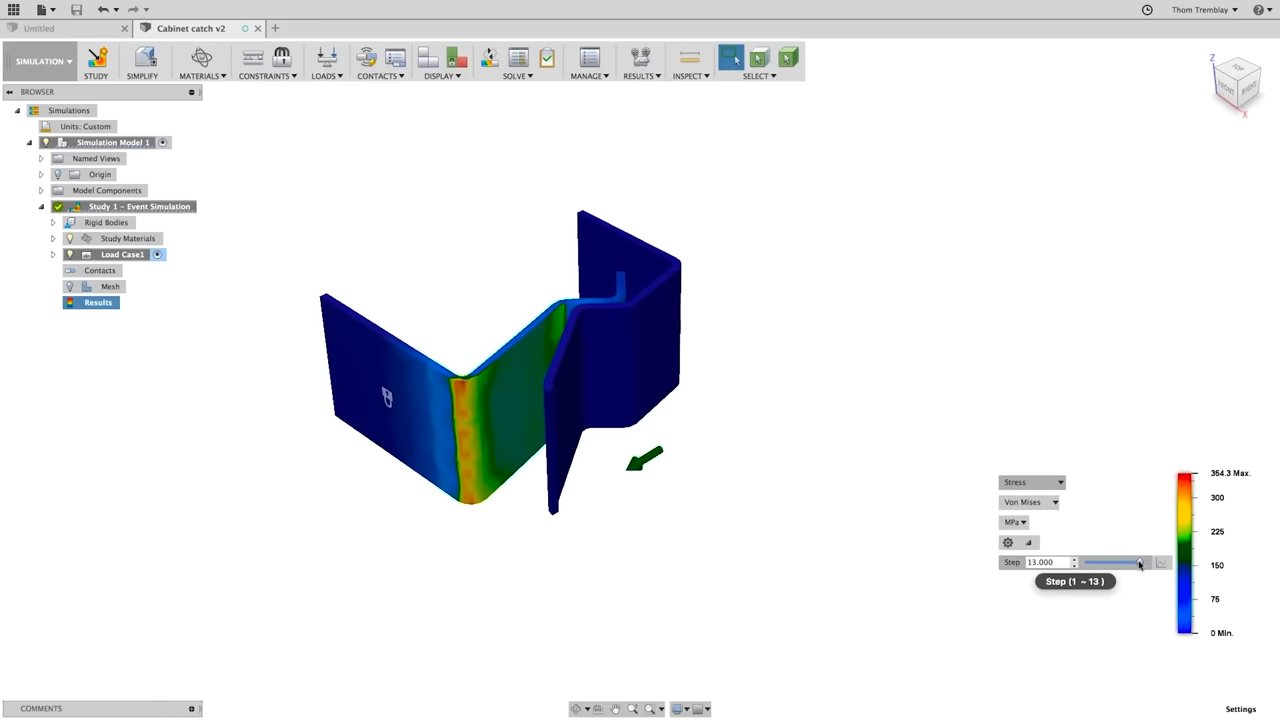 Thom Tremblay
Untitled
Cabinet catch v2
SIMULATION
STUDY
SIMPLIFY
MATERIALS
CONSTRAINTS
LOADS
CONTACTS
DISPLAY
SOLVE
MANAGE
RESULTS
INSPECT
SELECT
Z
TOP
FRONT
RIGHT
X
BROWSER
Simulations
Units: Custom
Simulation Model 1
Named Views
Origin
Model Components
Study 1 - Event Simulation
Rigid Bodies
Study Materials
Load Case1
Contacts
Mesh
Results
Stress
Von Mises
MPa
Step 13.000
Step (1 ~ 13 )
354.3 Max.
300
225
150
75
0 Min.
COMMENTS
Settings